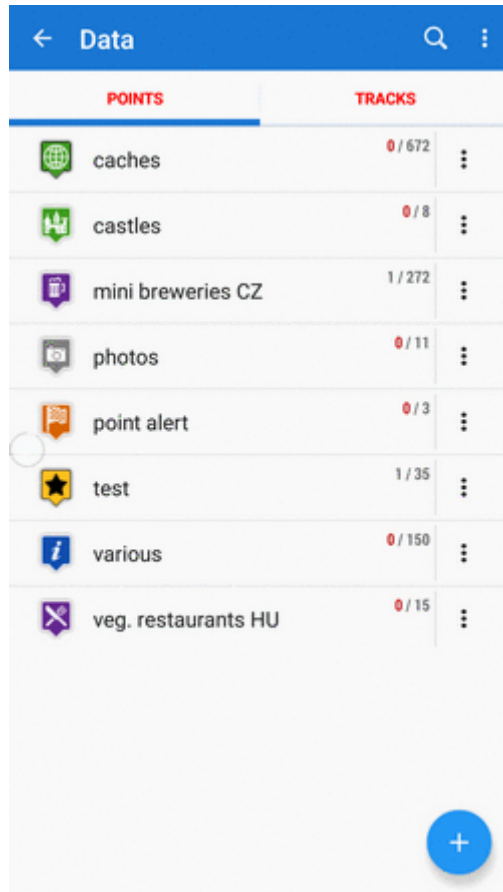 Data
POINTS
TRACKS
caches
0 / 672
castles
0 / 8
mini breweries CZ
1 / 272
photos
0 / 11
point alert
0 / 3
test
1 / 35
various
0 / 150
veg. restaurants HU
0 / 15